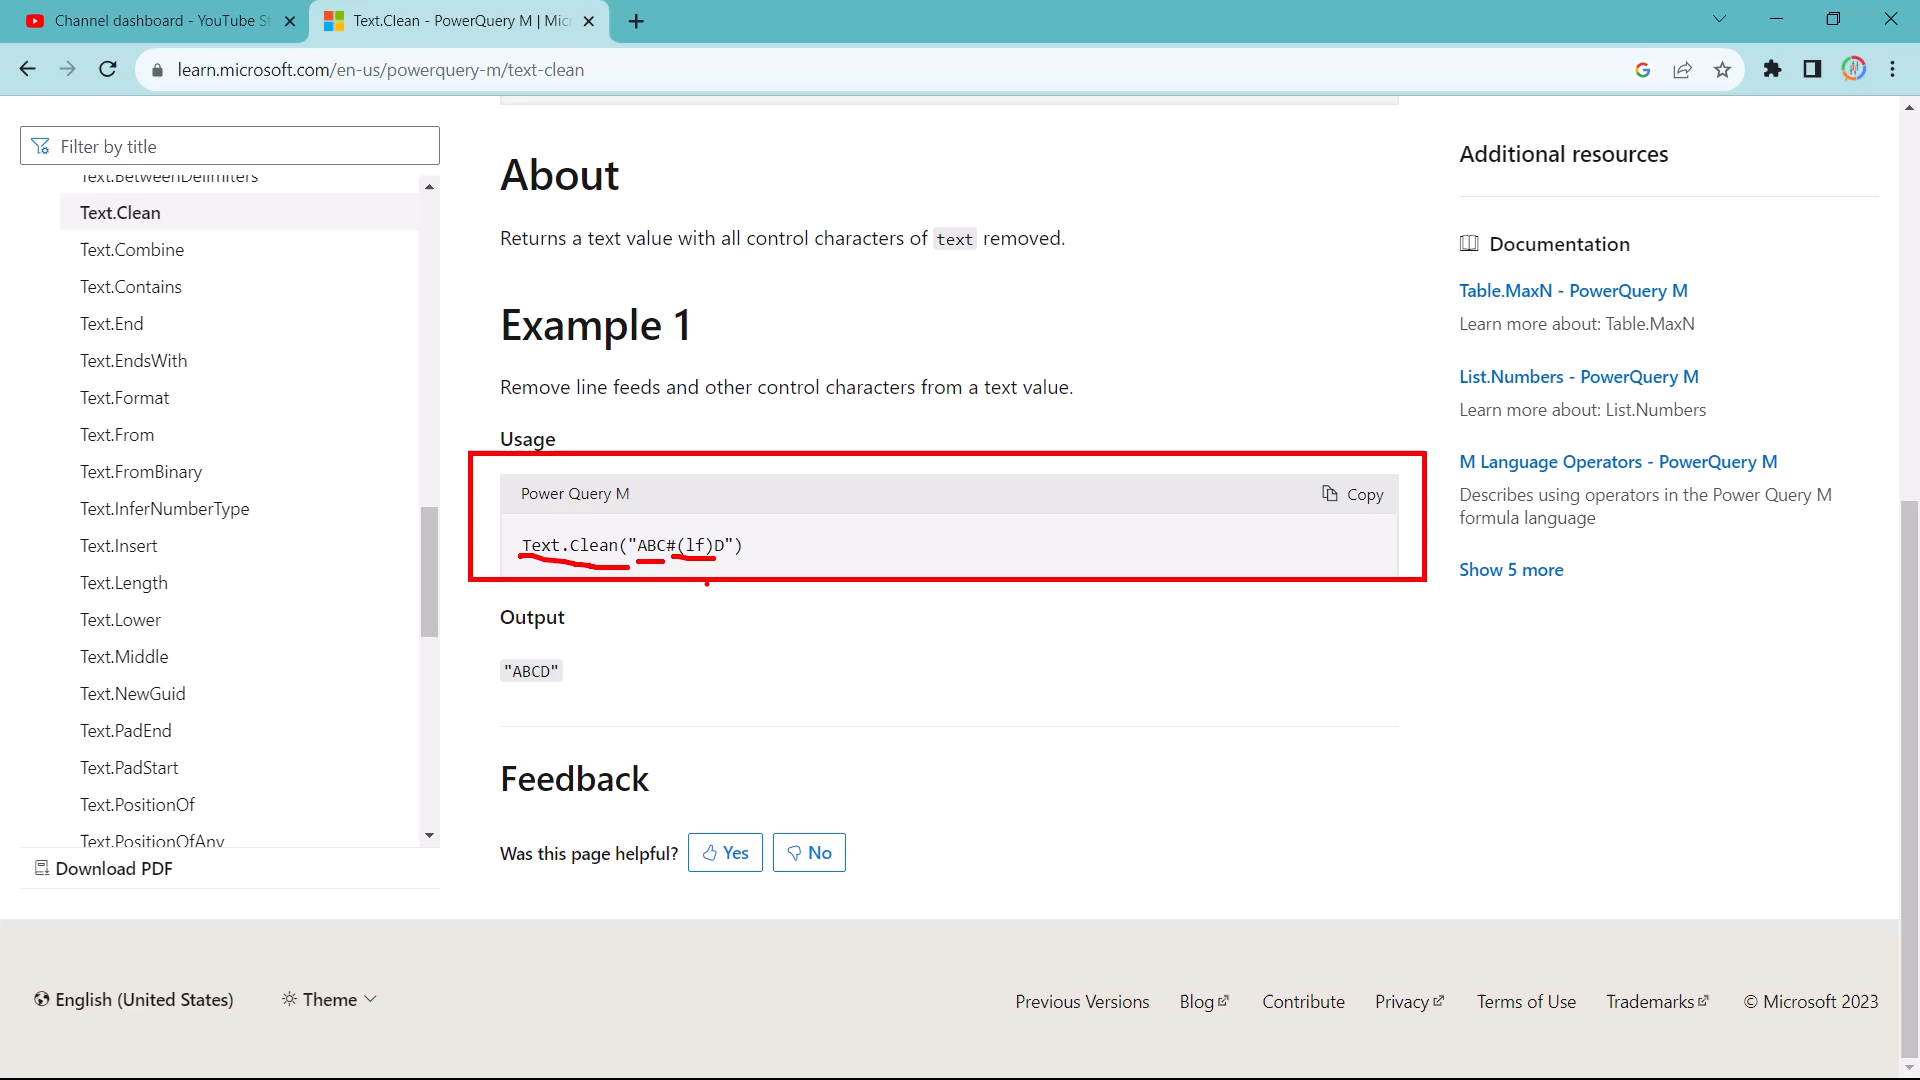 Channel dashboard - YouTube St
Text.Clean - PowerQuery M | Mic
learn.microsoft.com/en-us/powerquery-m/text-clean
Filter by title
Text.BetweenDelimiters
Text.Clean
Text.Combine
Text.Contains
Text.End
Text.EndsWith
Text.Format
Text.From
Text.FromBinary
Text.InferNumberType
Text.Insert
Text.Length
Text.Lower
Text.Middle
Text.NewGuid
Text.PadEnd
Text.PadStart
Text.PositionOf
Text.PositionOfAny
Download PDF
About
Returns a text value with all control characters of text removed.
Example 1
Remove line feeds and other control characters from a text value.
Usage
Power Query M
Copy
Text.Clean("ABC#(lf)D")
Output
"ABCD"
Feedback
Was this page helpful?
Yes
No
Additional resources
Documentation
Table.MaxN - PowerQuery M
Learn more about: Table.MaxN
List.Numbers - PowerQuery M
Learn more about: List.Numbers
M Language Operators - PowerQuery M
Describes using operators in the Power Query M
formula language
Show 5 more
English (United States)
Theme
Previous Versions
Blog
Contribute
Privacy
Terms of Use
Trademarks
© Microsoft 2023